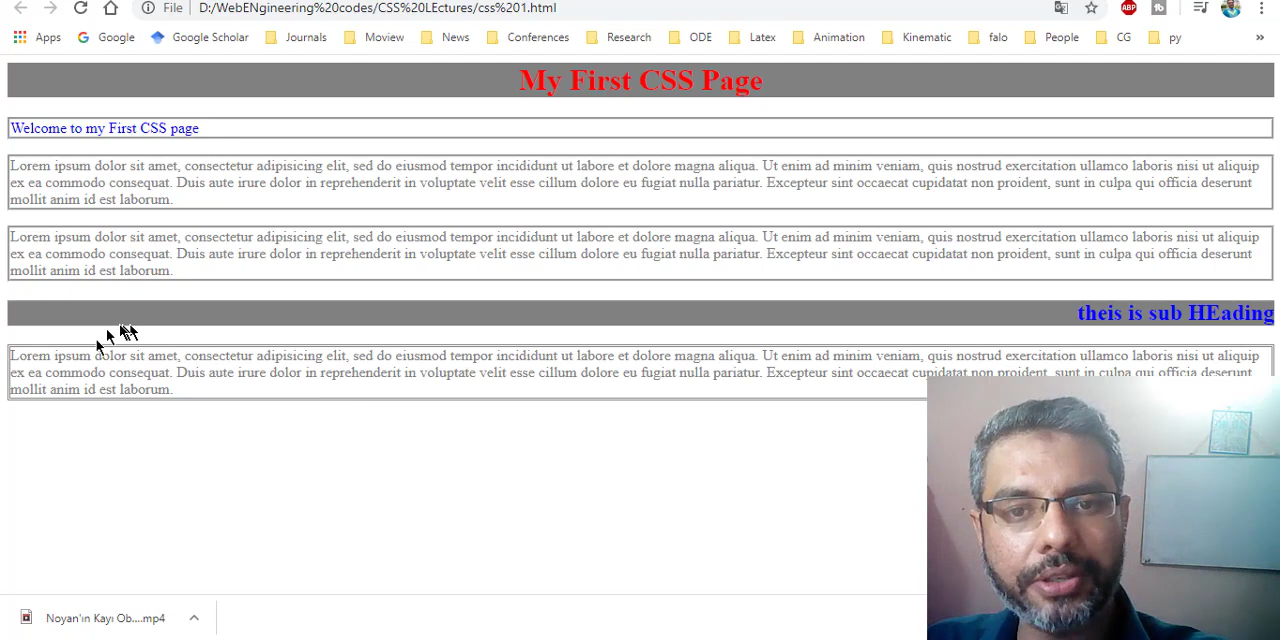 File D:/WebENgineering%20codes/CSS%20LEctures/css%201.html ABP
Apps Google Google Scholar Journals Moview News Conferences Research ODE Latex Animation Kinematic falo People CG py »
My First CSS Page
Welcome to my First CSS page
Lorem ipsum dolor sit amet, consectetur adipisicing elit, sed do eiusmod tempor incididunt ut labore et dolore magna aliqua. Ut enim ad minim veniam, quis nostrud exercitation ullamco laboris nisi ut aliquip
ex ea commodo consequat. Duis aute irure dolor in reprehenderit in voluptate velit esse cillum dolore eu fugiat nulla pariatur. Excepteur sint occaecat cupidatat non proident, sunt in culpa qui officia deserunt
mollit anim id est laborum.
Lorem ipsum dolor sit amet, consectetur adipisicing elit, sed do eiusmod tempor incididunt ut labore et dolore magna aliqua. Ut enim ad minim veniam, quis nostrud exercitation ullamco laboris nisi ut aliquip
ex ea commodo consequat. Duis aute irure dolor in reprehenderit in voluptate velit esse cillum dolore eu fugiat nulla pariatur. Excepteur sint occaecat cupidatat non proident, sunt in culpa qui officia deserunt
mollit anim id est laborum.
theis is sub HEading
Lorem ipsum dolor sit amet, consectetur adipisicing elit, sed do eiusmod tempor incididunt ut labore et dolore magna aliqua. Ut enim ad minim veniam, quis nostrud exercitation ullamco laboris nisi ut aliquip
ex ea commodo consequat. Duis aute irure dolor in reprehenderit in voluptate velit esse cillum dolore eu fugiat nulla pariatur. Excepteur sint occaecat cupidatat non proident, sunt in culpa qui officia deserunt
mollit anim id est laborum.
Noyan'ın Kayı Ob....mp4